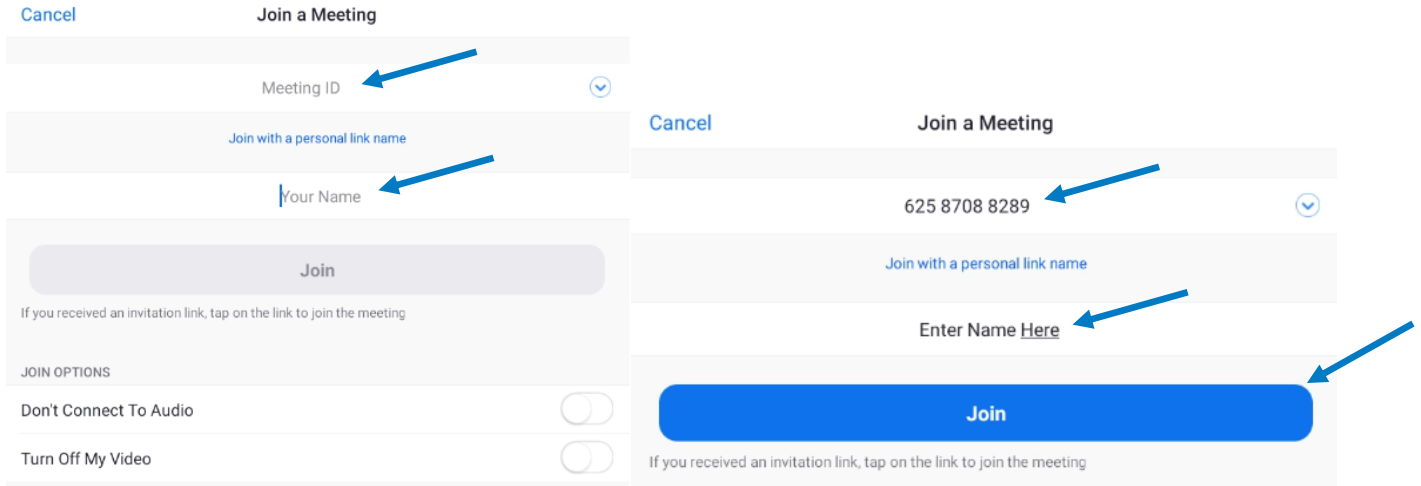 Cancel
Join a Meeting
Meeting ID
Join with a personal link name
Your Name
Join
If you received an invitation link, tap on the link to join the meeting
JOIN OPTIONS
Don't Connect To Audio
Turn Off My Video
Cancel
Join a Meeting
625 8708 8289
Join with a personal link name
Enter Name Here
Join
If you received an invitation link, tap on the link to join the meeting